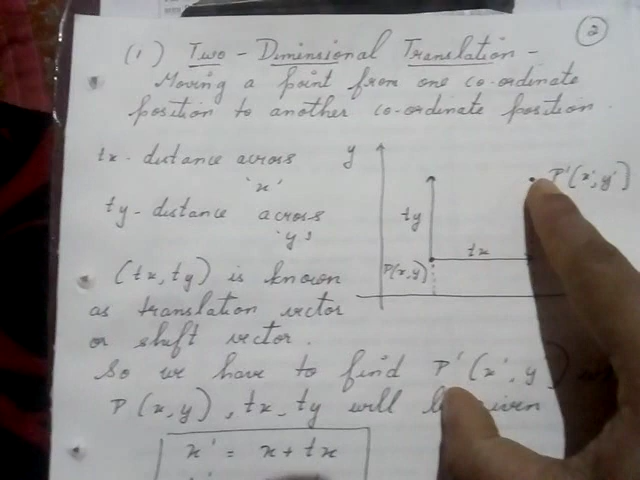 2
(1) Two - Diminsional Translation -
Moving a point from one co-ordinate
position to another co-ordinate position.
tx - distance across
'x'
ty - distance across
'y'
y
ty
tx
P(x,y)
P'(x',y')
(tx, ty) is known
as translation vector
or shift vector.
So we have to find P'(x', y')
P(x,y), tx, ty will given
x' = x + tx